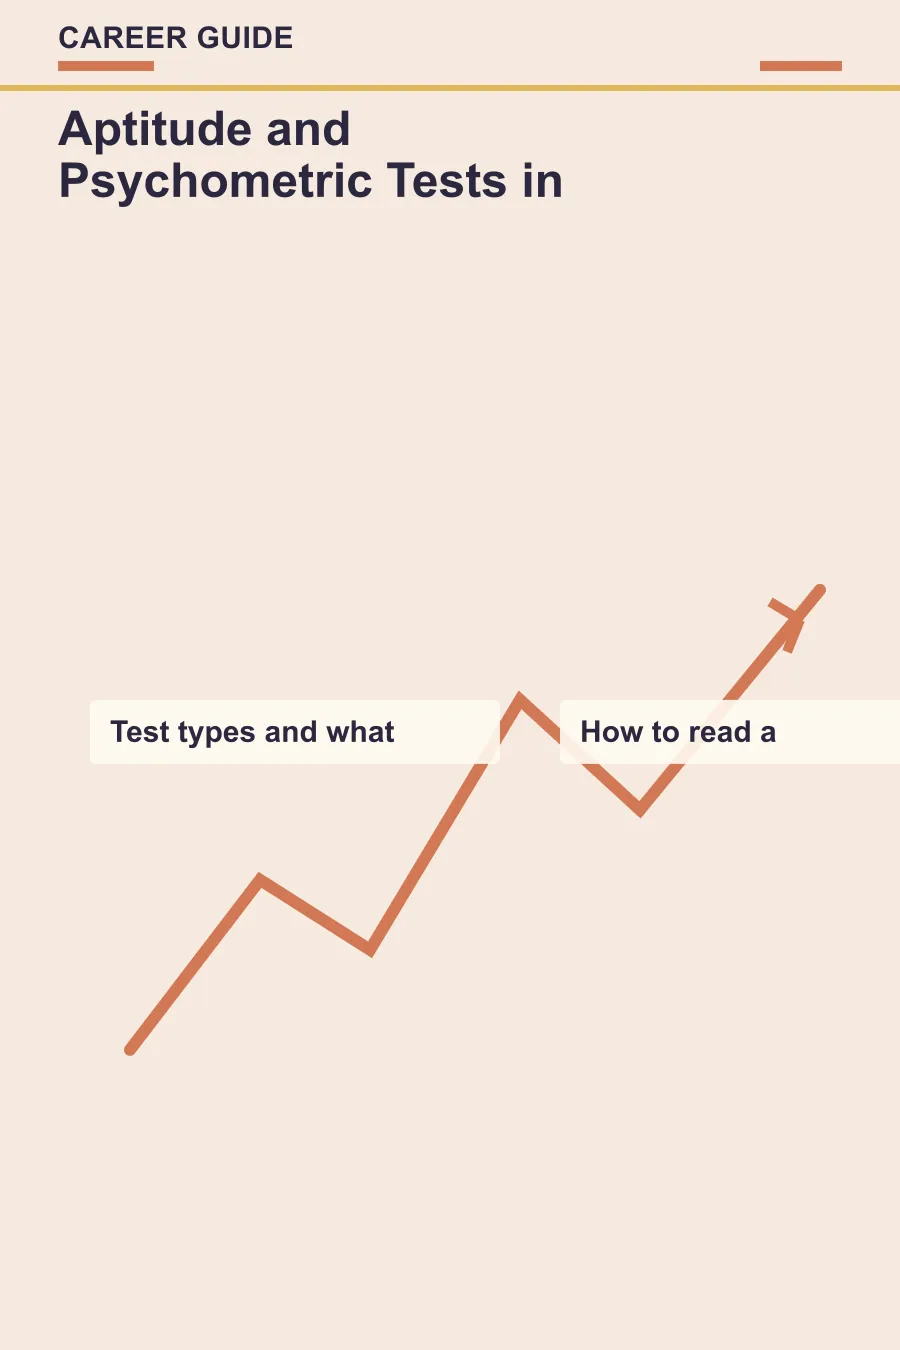 CAREER GUIDE
Aptitude and
Psychometric Tests in
Test types and what
How to read a